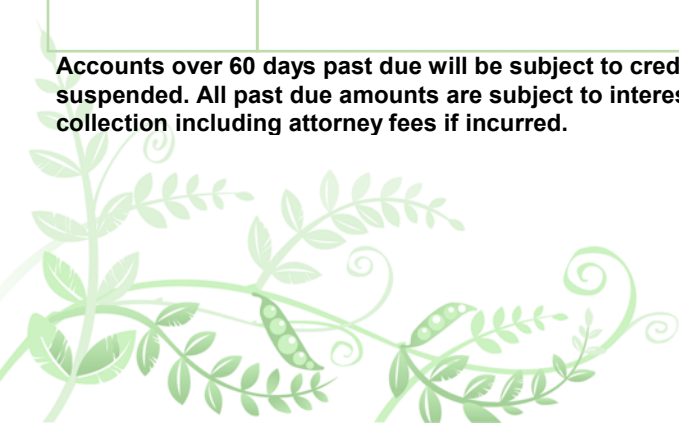 Accounts over 60 days past due will be subject to cred
suspended. All past due amounts are subject to interes
collection including attorney fees if incurred.